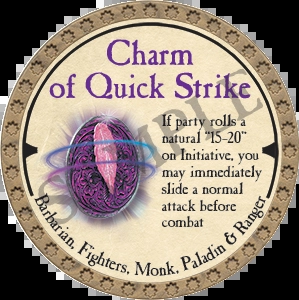 Charm
of Quick Strike
If party rolls a
natural "15-20"
on Initiative, you
may immediately
slide a normal
attack before
combat
Barbarian, Fighters, Monk, Paladin & Ranger
SAMPLE